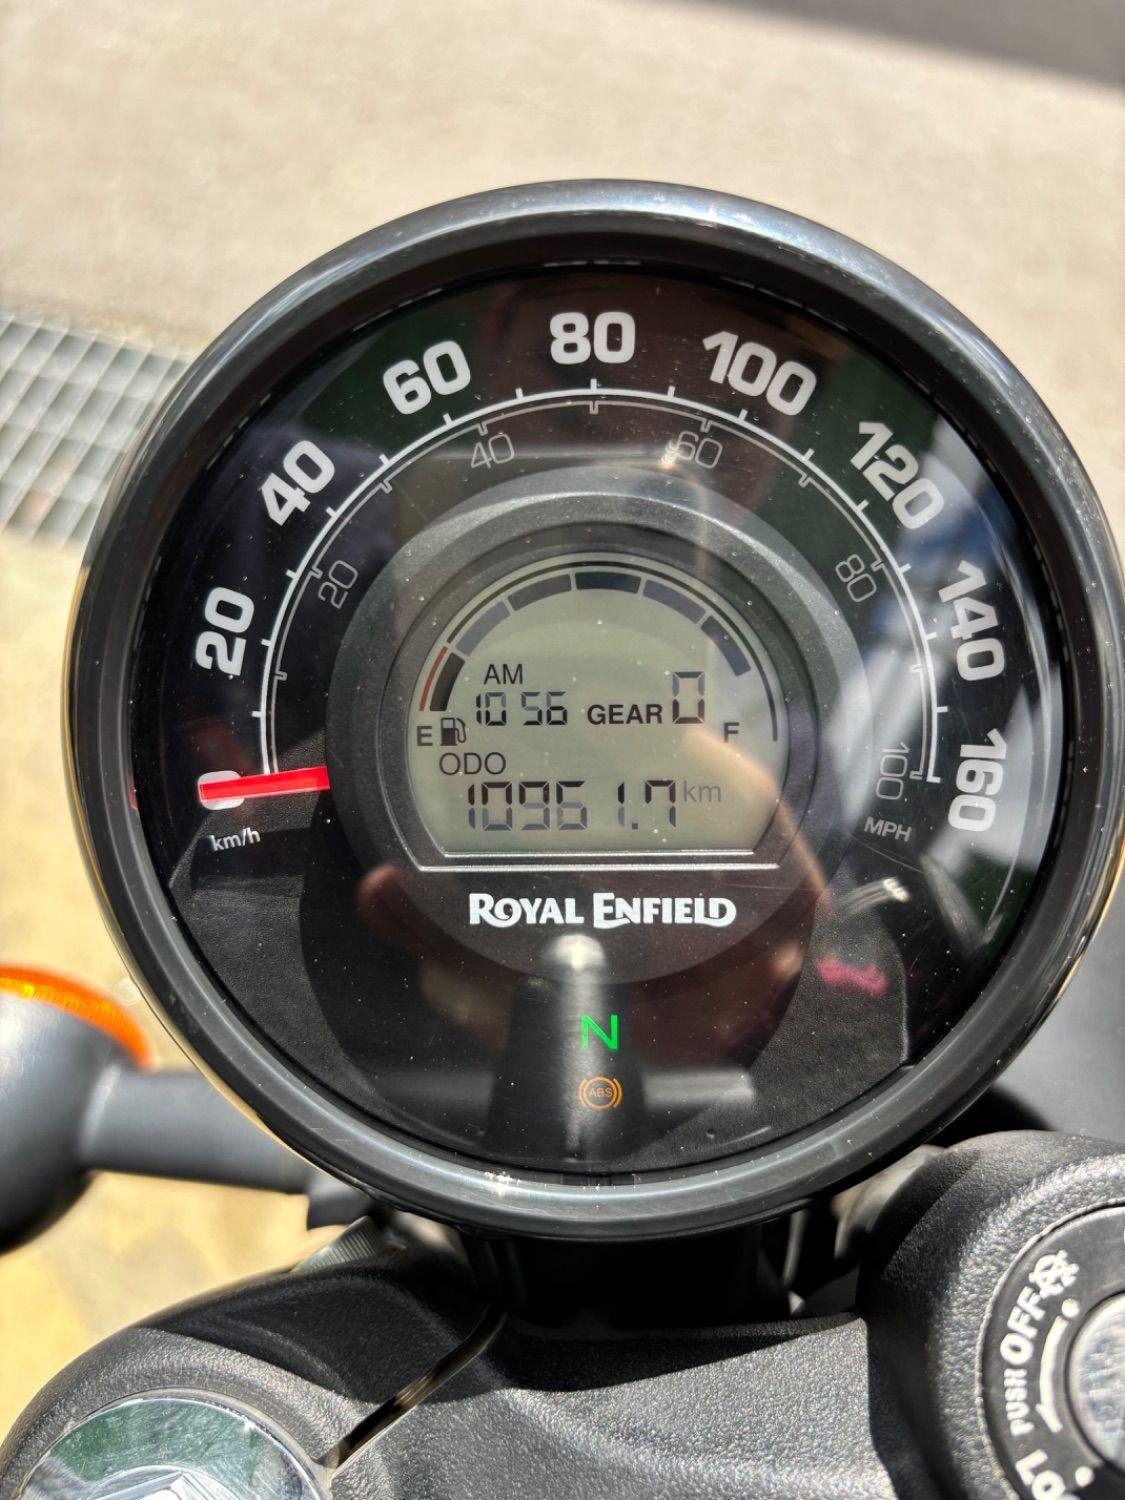 80
60
100
40
60
40
120
20
80
20
140
AM
10 56 GEAR 0
E
F
ODO
10961.7 km
0
100
160
km/h
MPH
ROYAL ENFIELD
N
ABS
OFF
PUSH